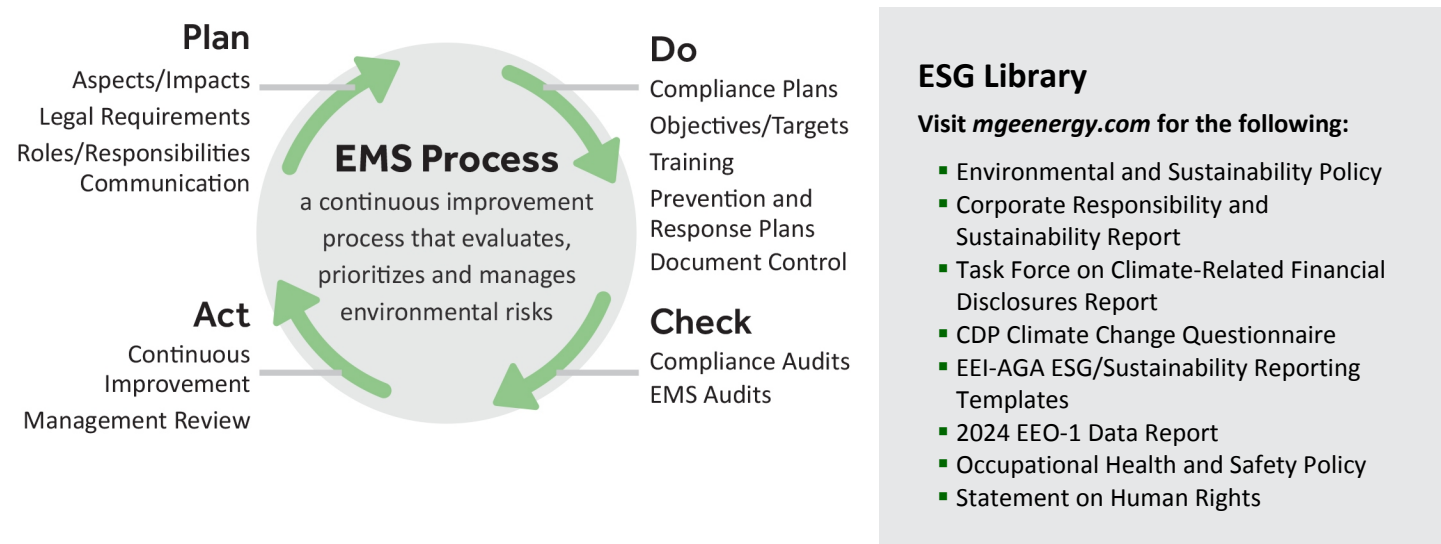 Plan
Aspects/Impacts
Legal Requirements
Roles/Responsibilities
Communication
Do
Compliance Plans
Objectives/Targets
Training
Prevention and
Response Plans
Document Control
EMS Process
a continuous improvement
process that evaluates,
prioritizes and manages
environmental risks
Act
Continuous
Improvement
Management Review
Check
Compliance Audits
EMS Audits
ESG Library
Visit mgeenergy.com for the following:
▪ Environmental and Sustainability Policy
▪ Corporate Responsibility and
Sustainability Report
▪ Task Force on Climate-Related Financial
Disclosures Report
▪ CDP Climate Change Questionnaire
▪ EEI-AGA ESG/Sustainability Reporting
Templates
▪ 2024 EEO-1 Data Report
▪ Occupational Health and Safety Policy
▪ Statement on Human Rights